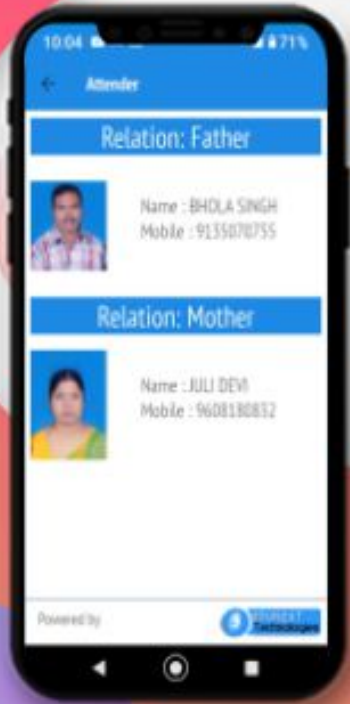 10:04
71%
Attender
Relation: Father
Name : BHOLA SINGH
Mobile : 9135070755
Relation: Mother
Name : JULI DEVI
Mobile : 9608180832
Powered by
Technologies